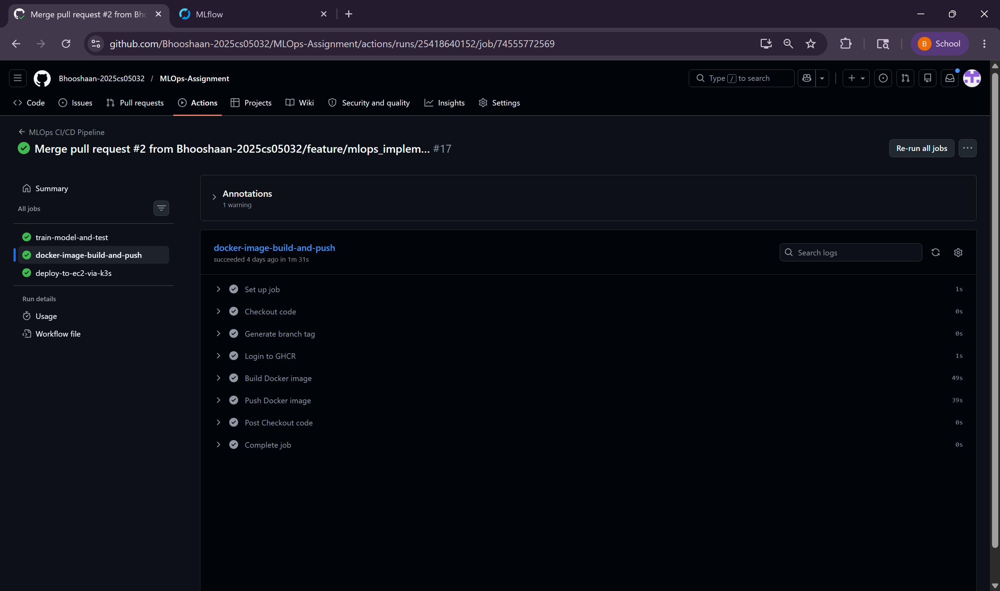 Merge pull request #2 from Bho
MLflow
github.com/Bhooshaan-2025cs05032/MLOps-Assignment/actions/runs/25418640152/job/74555772569
B School
Bhooshaan-2025cs05032 / MLOps-Assignment
Type / to search
Code Issues Pull requests Actions Projects Wiki Security and quality Insights Settings
MLOps CI/CD Pipeline
Merge pull request #2 from Bhooshaan-2025cs05032/feature/mlops_implem... #17
Re-run all jobs
Summary
All jobs
train-model-and-test
docker-image-build-and-push
deploy-to-ec2-via-k3s
Run details
Usage
Workflow file
Annotations
1 warning
docker-image-build-and-push
succeeded 4 days ago in 1m 31s
Search logs
Set up job 1s
Checkout code 0s
Generate branch tag 0s
Login to GHCR 1s
Build Docker image 49s
Push Docker image 39s
Post Checkout code 0s
Complete job 0s